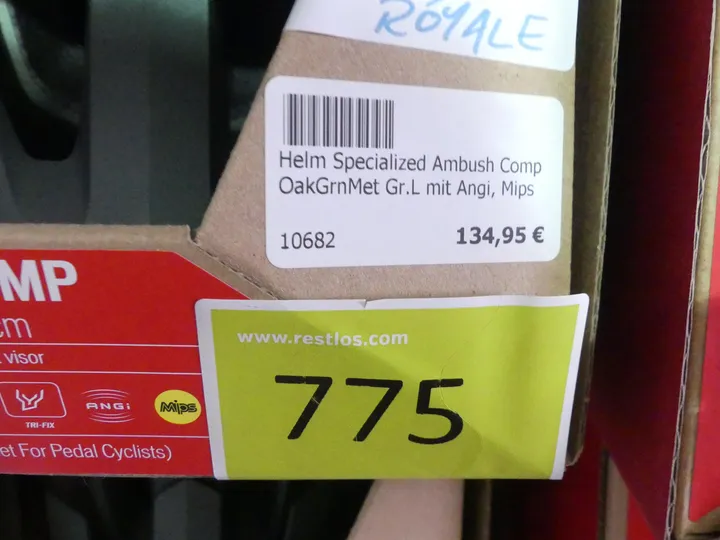 ROYALE
Helm Specialized Ambush Comp
OakGrnMet Gr.L mit Angi, Mips
10682 134,95 €
MP
cm
visor
TRI-FIX
ANGi
Mips
et For Pedal Cyclists)
www.restlos.com
775